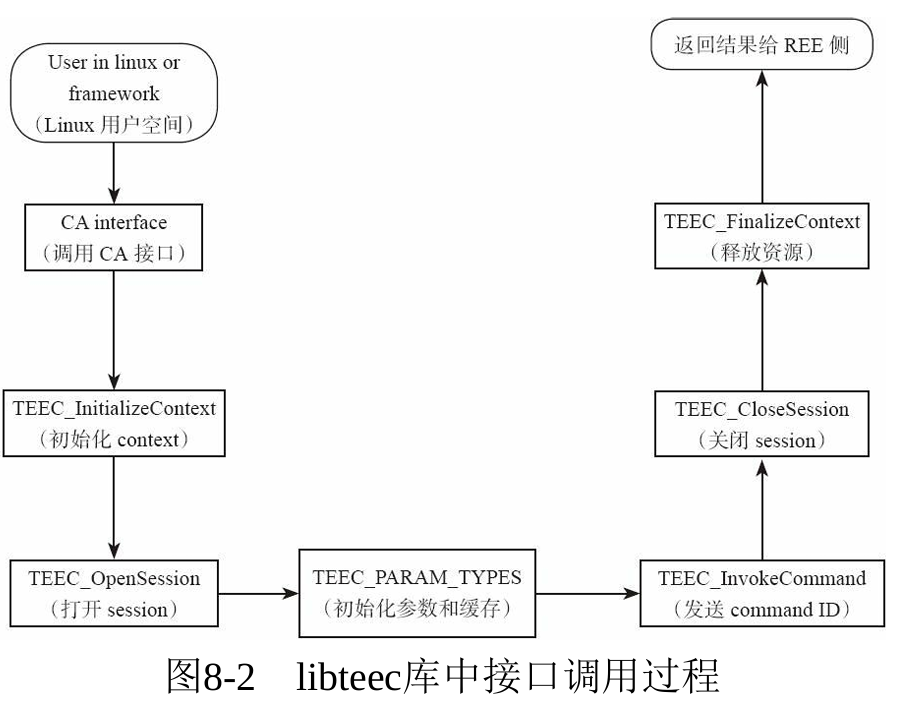 User in linux or
framework
（Linux 用户空间）
CA interface
（调用 CA 接口）
TEEC_InitializeContext
（初始化 context）
TEEC_OpenSession
（打开 session）
TEEC_PARAM_TYPES
（初始化参数和缓存）
TEEC_InvokeCommand
（发送 command ID）
TEEC_CloseSession
（关闭 session）
TEEC_FinalizeContext
（释放资源）
返回结果给 REE 侧
图8-2　libteec库中接口调用过程